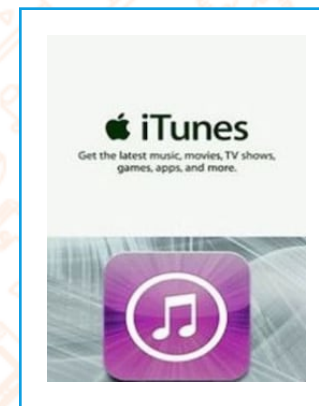 iTunes
Get the latest music, movies, TV shows,
games, apps, and more.